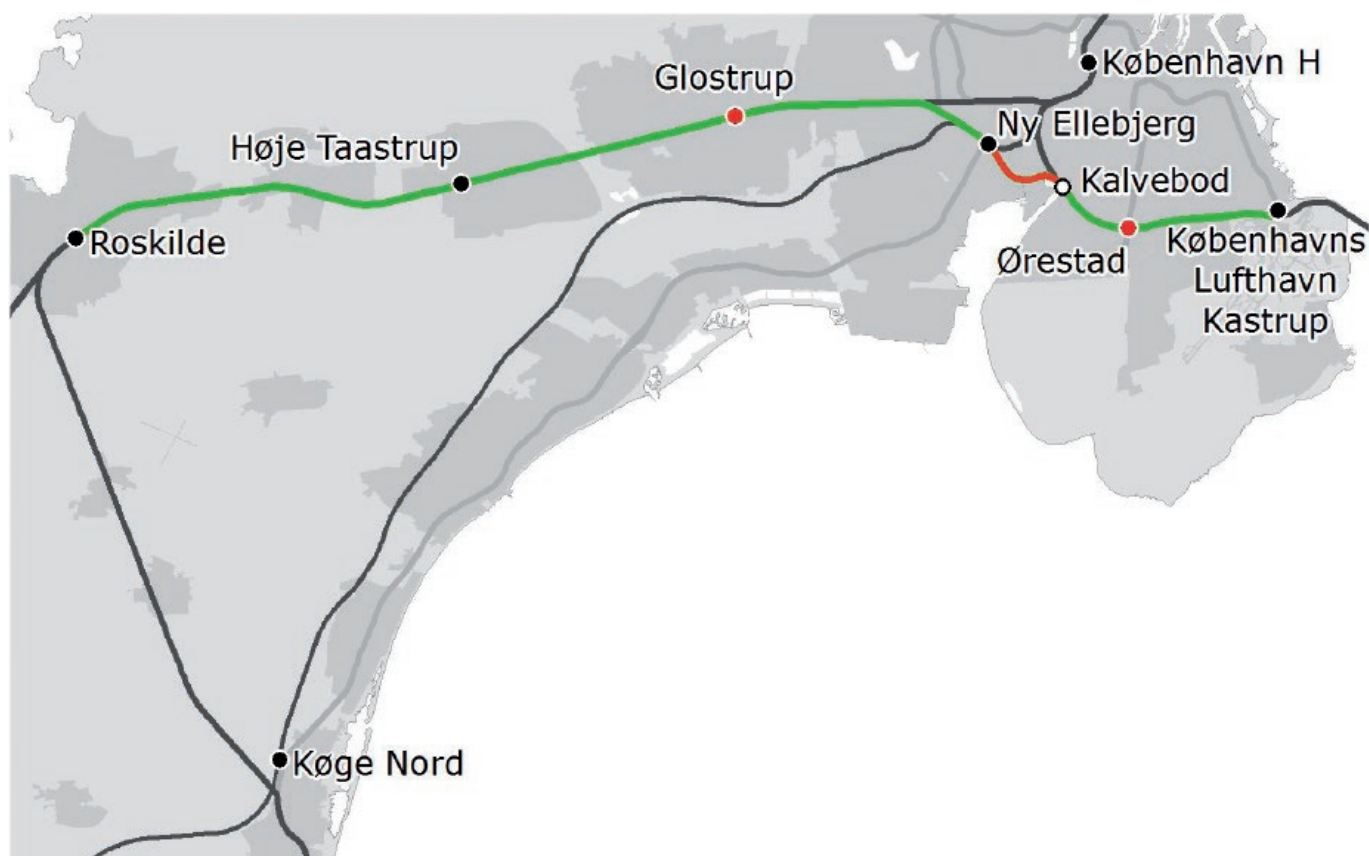 København H
Glostrup
Ny Ellebjerg
Høje Taastrup
Kalvebod
Roskilde
Ørestad
Københavns
Lufthavn
Kastrup
Køge Nord